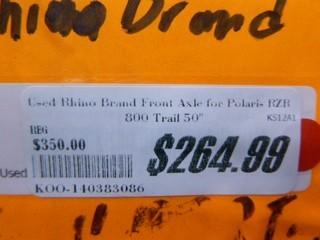 Rhino Brand
Used Rhino Brand Front Axle for Polaris RZR
800 Trail 50"
KS12A1
REG
$350.00
$264.99
Used
KOO-140383086